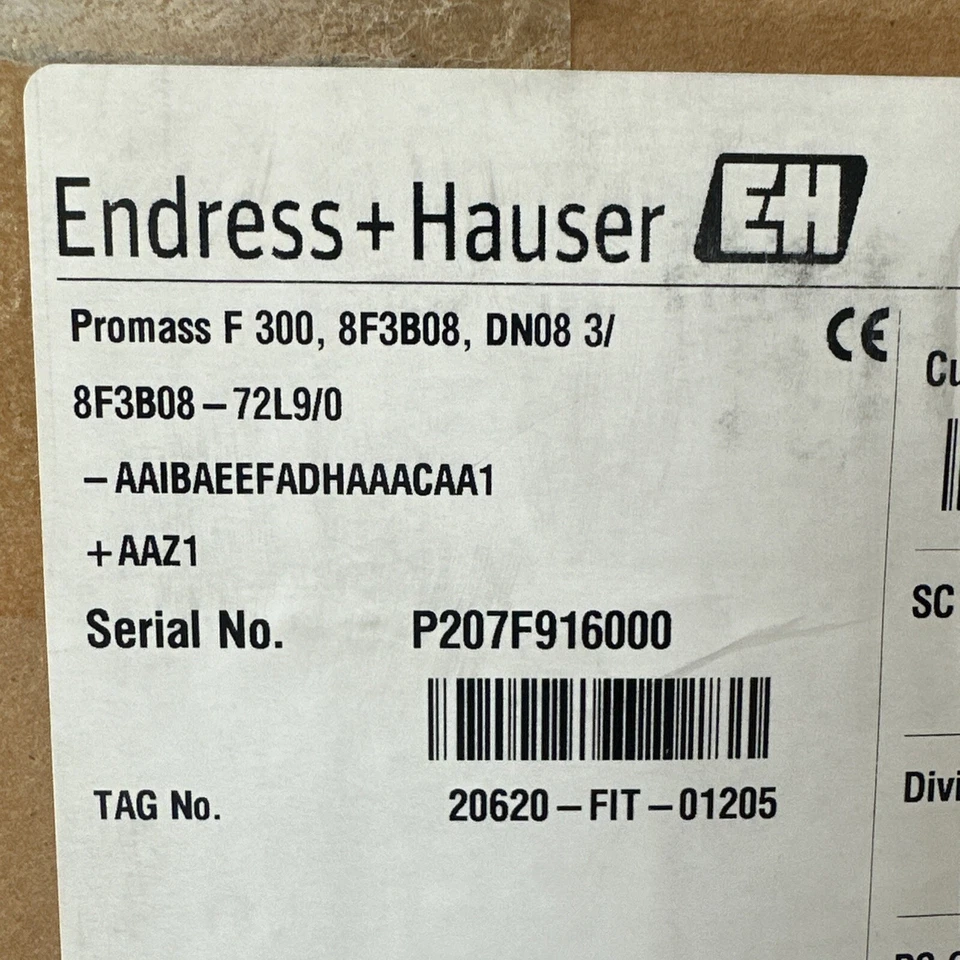 Endress+Hauser EH
Promass F 300, 8F3B08, DN08 3/
CE
8F3B08 – 72L9/0
– AAIBAEEFADHAAACAA1
+ AAZ1
Serial No. P207F916000
SC
TAG No. 20620 – FIT – 01205